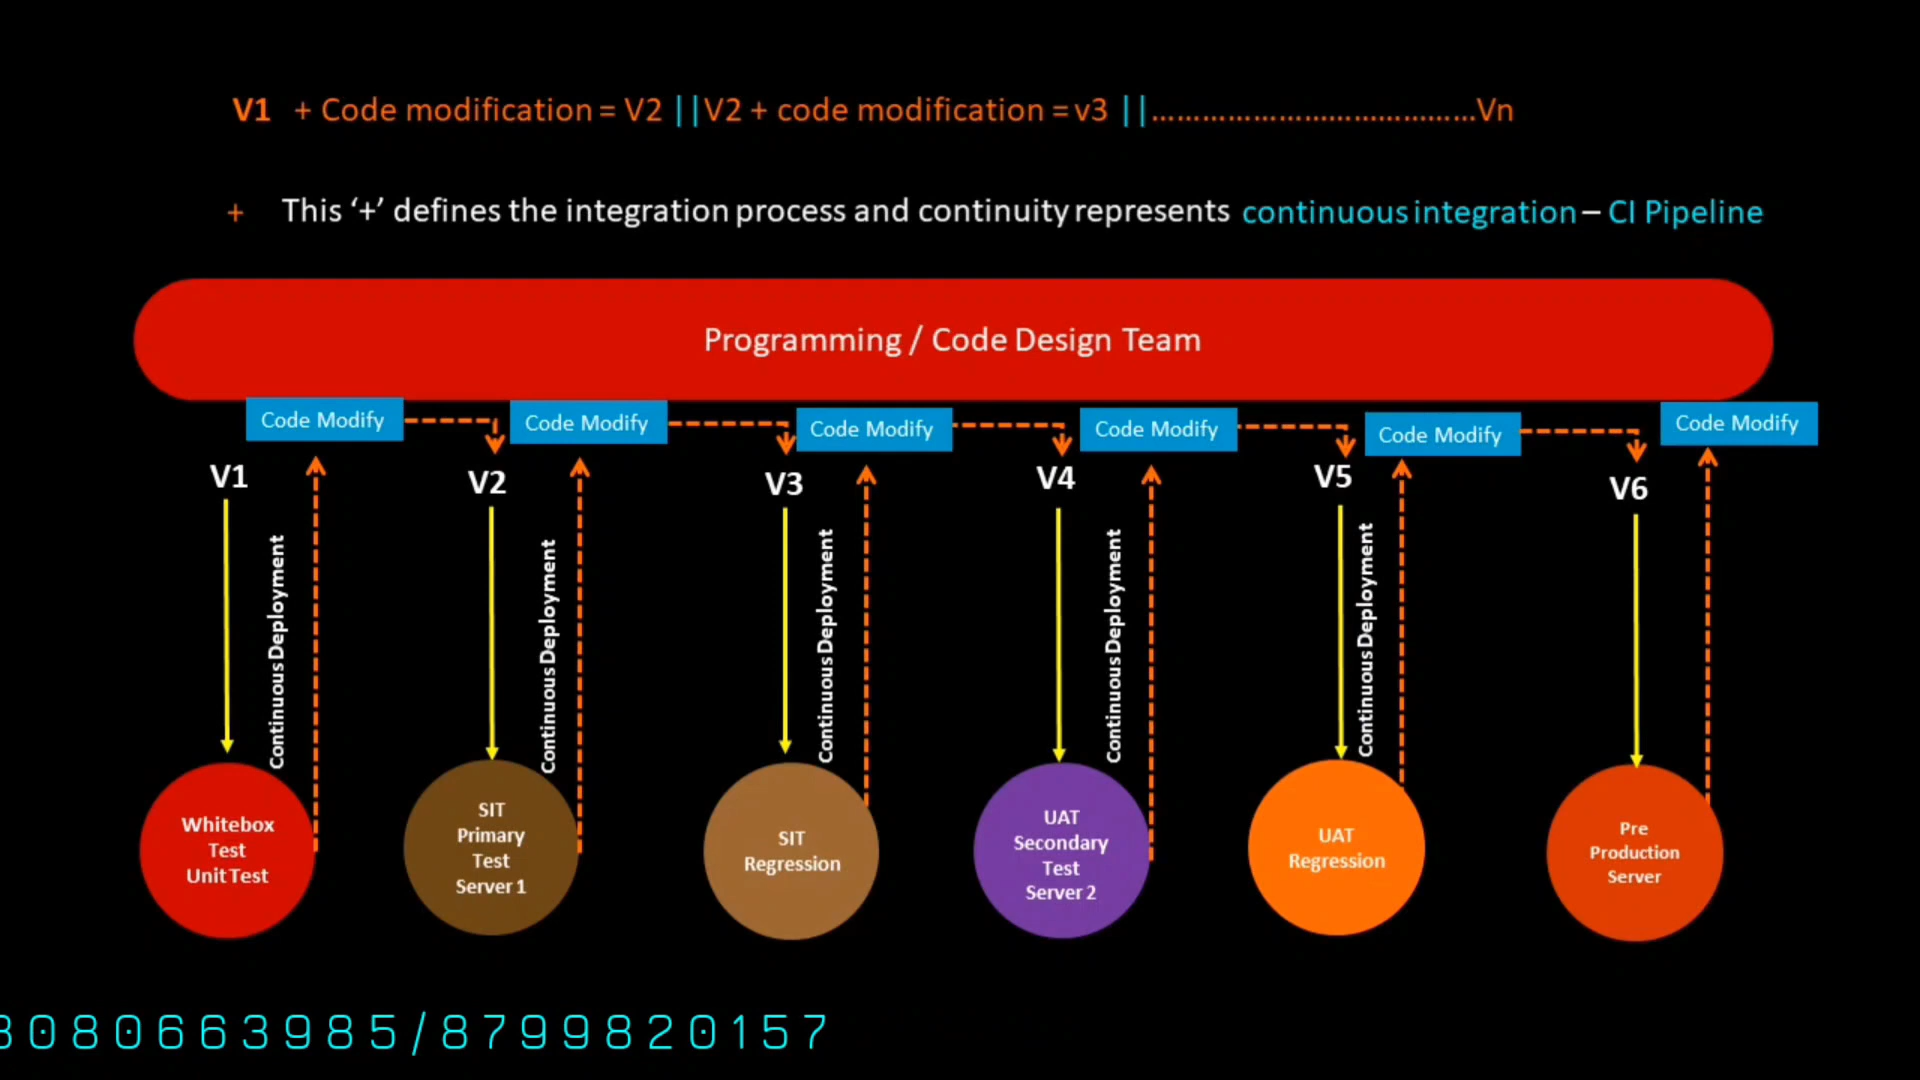 V1 + Code modification = V2 ||V2 + code modification = v3 ||......................................Vn
+ This ‘+’ defines the integration process and continuity represents continuous integration – CI Pipeline
Programming / Code Design Team
Code Modify
Code Modify
Code Modify
Code Modify
Code Modify
Code Modify
V1
V2
V3
V4
V5
V6
Continuous Deployment
Continuous Deployment
Continuous Deployment
Continuous Deployment
Continuous Deployment
Whitebox
Test
Unit Test
SIT
Primary
Test
Server 1
SIT
Regression
UAT
Secondary
Test
Server 2
UAT
Regression
Pre
Production
Server
080663985/8799820157